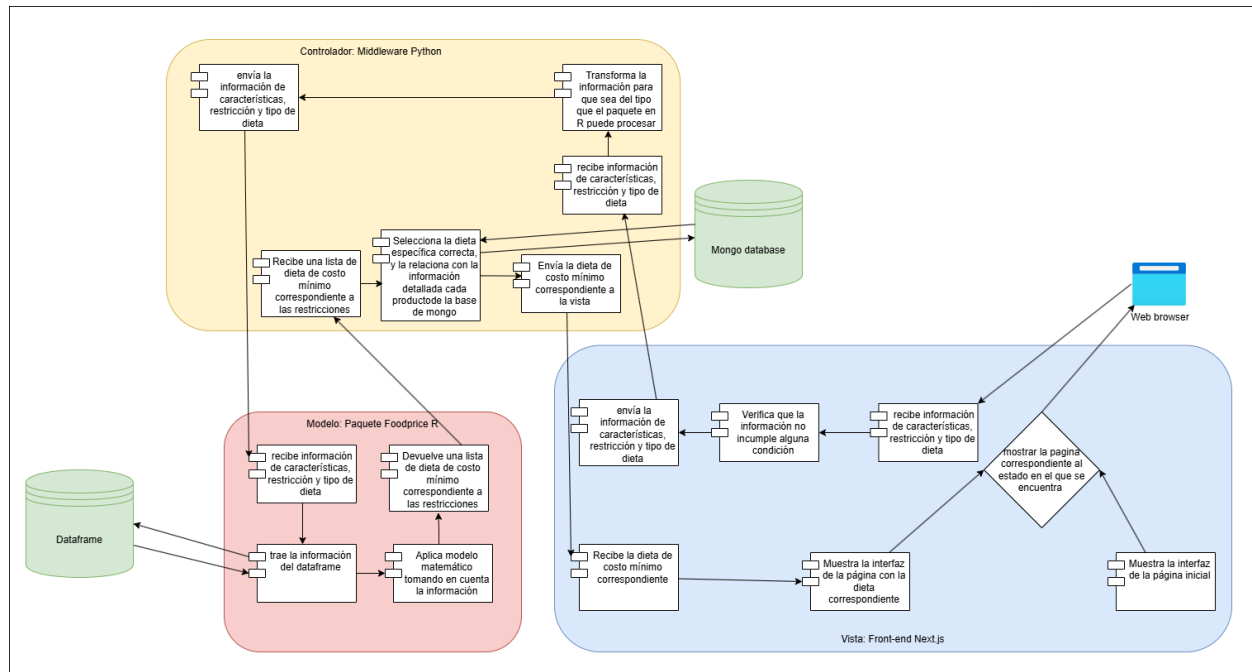 Controlador: Middleware Python
envía la
información de
características,
restricción y tipo de
dieta
Transforma la
información para
que sea del tipo
que el paquete en
R puede procesar
recibe información
de características,
restricción y tipo de
dieta
Recibe una lista de
dieta de costo
mínimo
correspondiente a
las restricciones
Selecciona la dieta
específica correcta,
y la relaciona con la
información
detallada cada
productode la base
de mongo
Envía la dieta de
costo mínimo
correspondiente a
la vista
Mongo database
Web browser
Modelo: Paquete Foodprice R
recibe información
de características,
restricción y tipo de
dieta
Devuelve una lista
de dieta de costo
mínimo
correspondiente a
las restricciones
trae la información
del dataframe
Aplica modelo
matemático
tomando en cuenta
la información
Dataframe
envía la
información de
características,
restricción y tipo de
dieta
Verifica que la
información no
incumple alguna
condición
recibe información
de características,
restricción y tipo de
dieta
mostrar la pagina
correspondiente al
estado en el que se
encuentra
Recibe la dieta de
costo mínimo
correspondiente
Muestra la interfaz
de la página con la
dieta
correspondiente
Muestra la interfaz
de la página inicial
Vista: Front-end Next.js